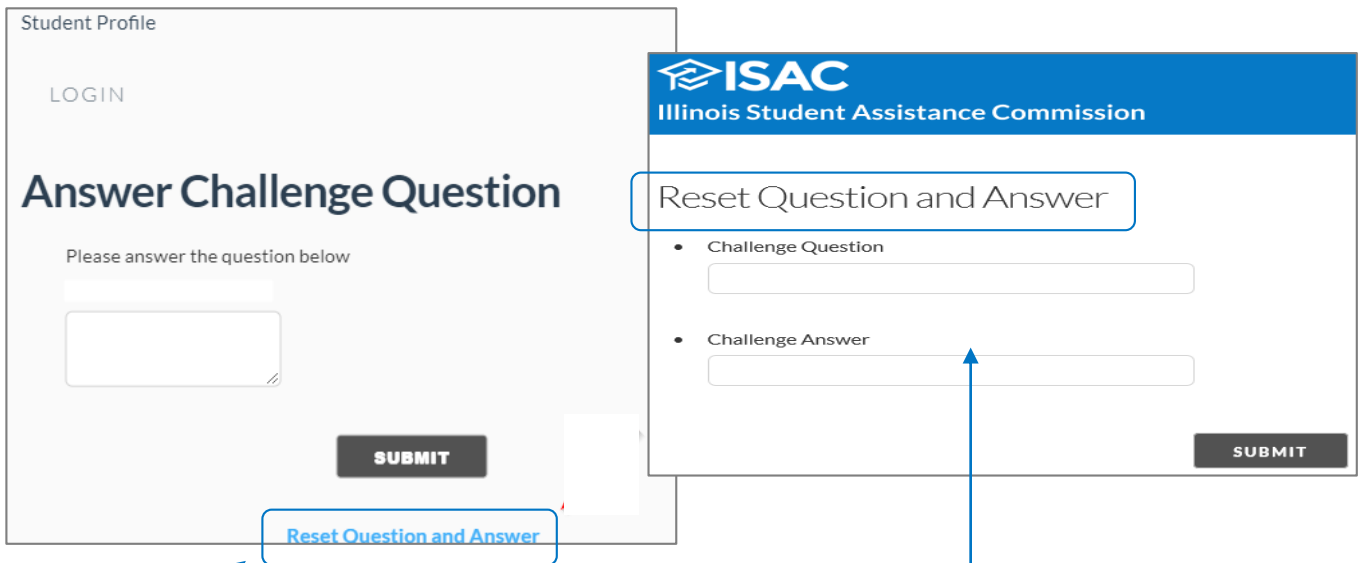 Student Profile
LOGIN
Answer Challenge Question
Please answer the question below
SUBMIT
Reset Question and Answer
ISAC
Illinois Student Assistance Commission
Reset Question and Answer
• Challenge Question
• Challenge Answer
SUBMIT